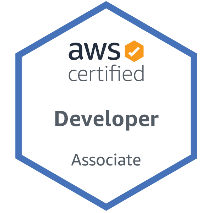 aws
certified
Developer
Associate